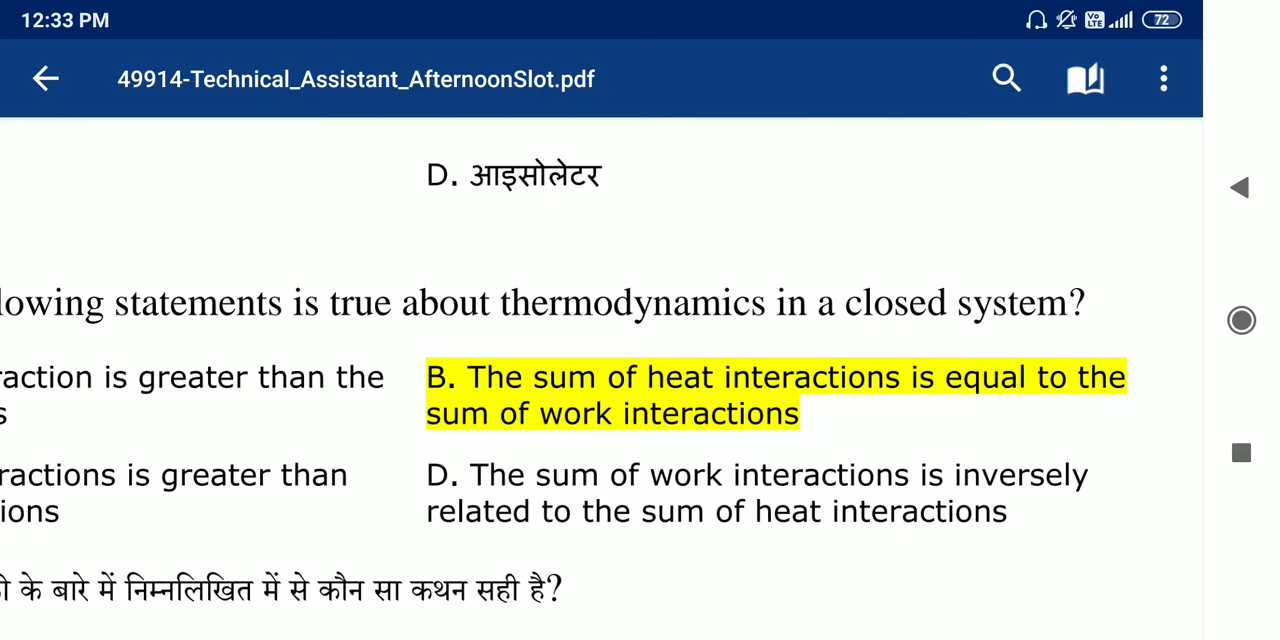 12:33 PM
Vo LTE 72
49914-Technical_Assistant_AfternoonSlot.pdf
D. आइसोलेटर
lowing statements is true about thermodynamics in a closed system?
raction is greater than the
B. The sum of heat interactions is equal to the
s
sum of work interactions
ractions is greater than
D. The sum of work interactions is inversely
ions
related to the sum of heat interactions
के बारे में निम्नलिखित में से कौन सा कथन सही है?